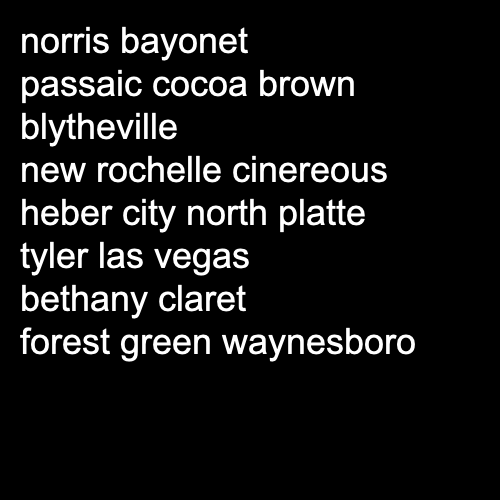 norris bayonet
passaic cocoa brown
blytheville
new rochelle cinereous
heber city north platte
tyler las vegas
bethany claret
forest green waynesboro